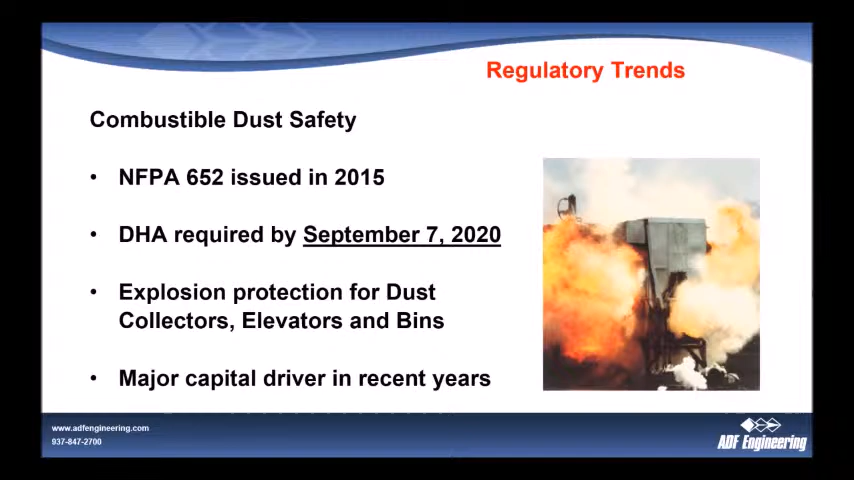 Regulatory Trends
Combustible Dust Safety
• NFPA 652 issued in 2015
• DHA required by September 7, 2020
• Explosion protection for Dust
Collectors, Elevators and Bins
• Major capital driver in recent years
www.adfengineering.com
937-847-2700
ADF Engineering